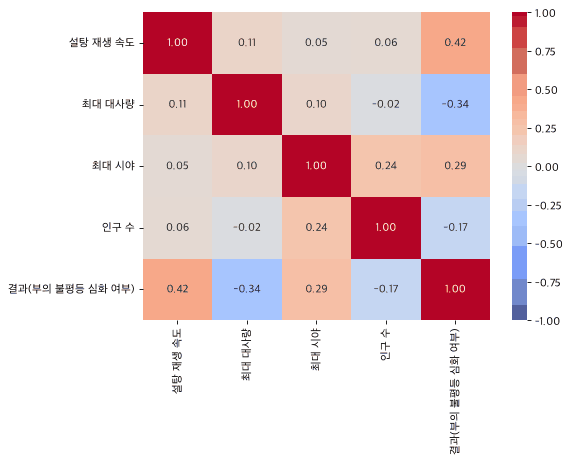 설탕 재생 속도 1.00 0.11 0.05 0.06 0.42
최대 대사량 0.11 1.00 0.10 -0.02 -0.34
최대 시야 0.05 0.10 1.00 0.24 0.29
인구 수 0.06 -0.02 0.24 1.00 -0.17
결과(부의 불평등 심화 여부) 0.42 -0.34 0.29 -0.17 1.00
설탕 재생 속도
최대 대사량
최대 시야
인구 수
결과(부의 불평등 심화 여부)
1.00
0.75
0.50
0.25
0.00
-0.25
-0.50
-0.75
-1.00